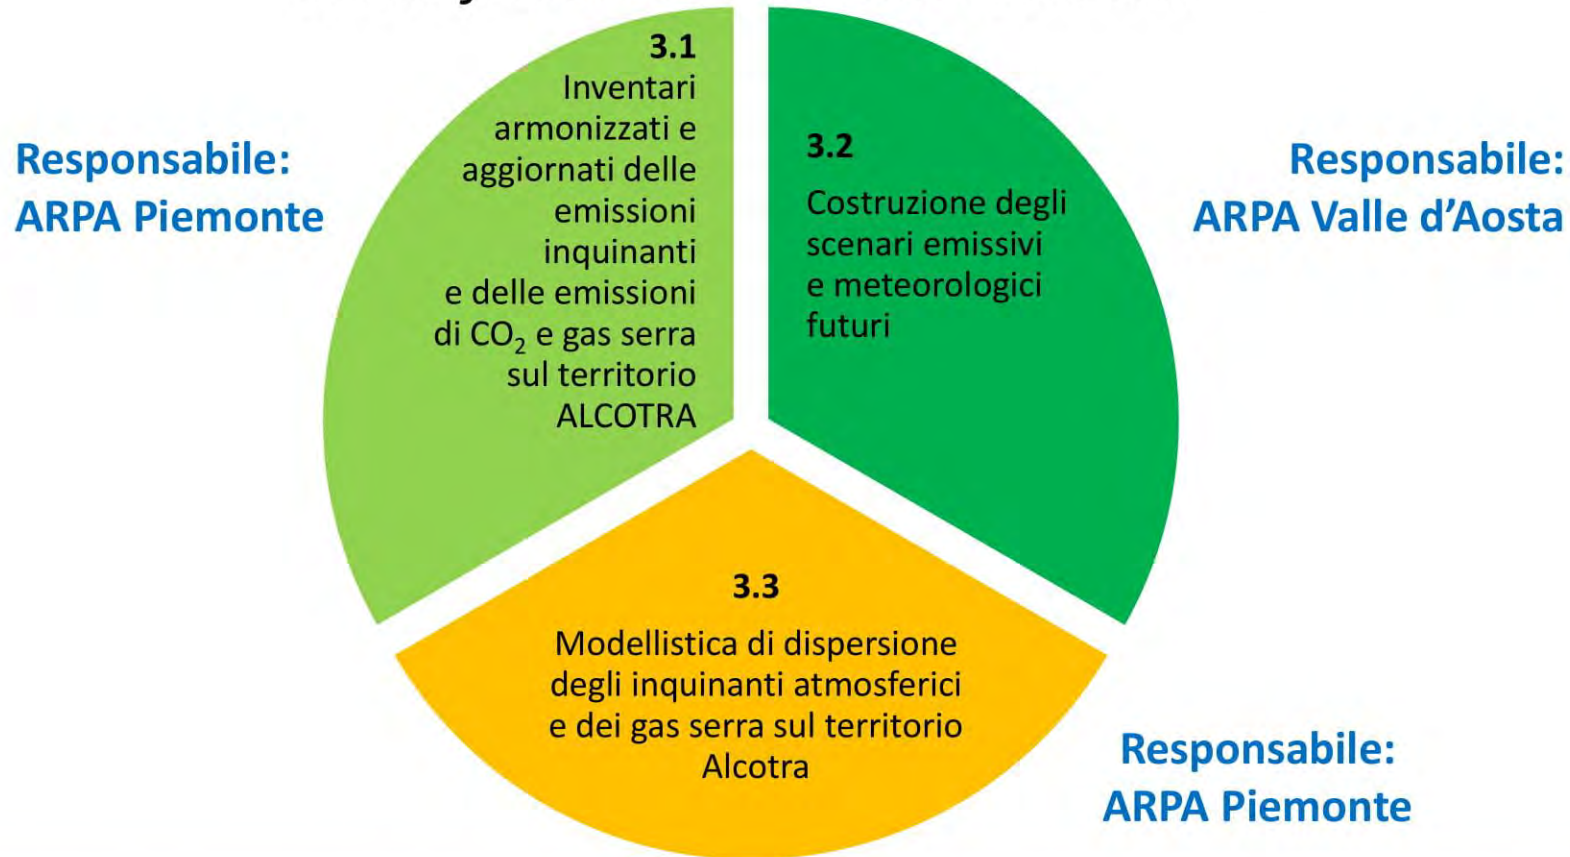 3.1
Inventari
armonizzati e
aggiornati delle
emissioni
inquinanti
e delle emissioni
di CO₂ e gas serra
sul territorio
ALCOTRA
Responsabile:
ARPA Piemonte
3.2
Costruzione degli
scenari emissivi
e meteorologici
futuri
Responsabile:
ARPA Valle d'Aosta
3.3
Modellistica di dispersione
degli inquinanti atmosferici
e dei gas serra sul territorio
Alcotra
Responsabile:
ARPA Piemonte